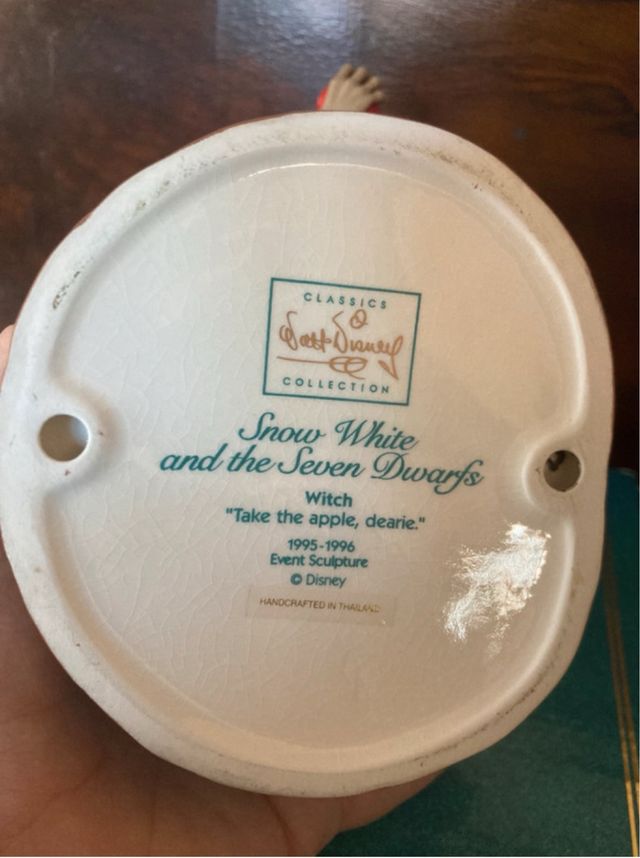 CLASSICS
Walt Disney
COLLECTION
Snow White
and the Seven Dwarfs
Witch
"Take the apple, dearie."
1995-1996
Event Sculpture
© Disney
HANDCRAFTED IN THAILAND